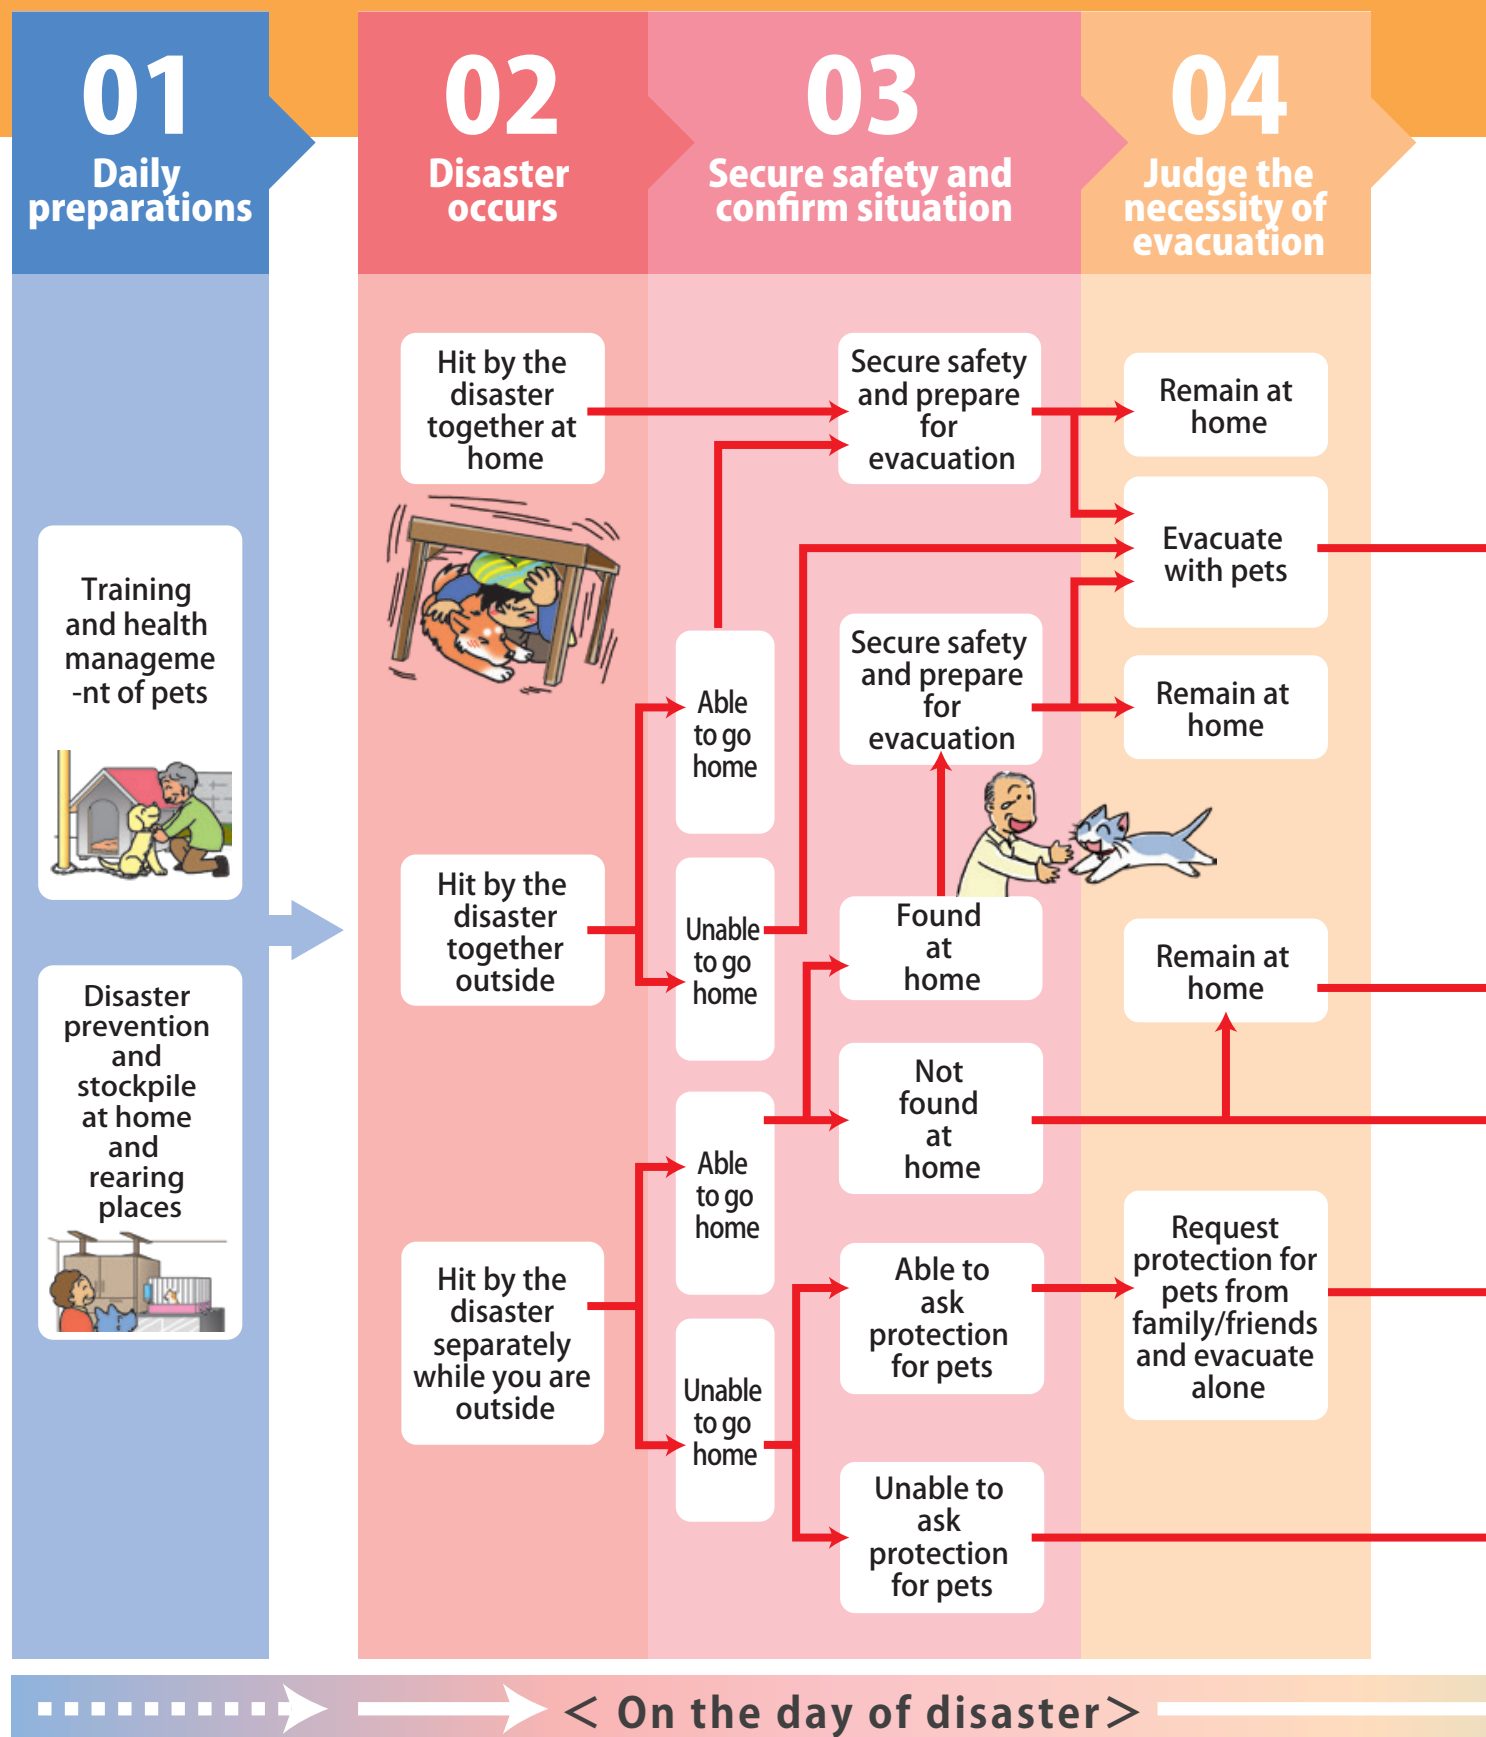 01
Daily
preparations
02
Disaster
occurs
03
Secure safety and
confirm situation
04
Judge the
necessity of
evacuation
Training
and health
manageme
-nt of pets
Disaster
prevention
and
stockpile
at home
and
rearing
places
Hit by the
disaster
together at
home
Hit by the
disaster
together
outside
Hit by the
disaster
separately
while you are
outside
Able
to go
home
Unable
to go
home
Able
to go
home
Unable
to go
home
Secure safety
and prepare
for
evacuation
Secure safety
and prepare
for
evacuation
Found
at
home
Not
found
at
home
Able to
ask
protection
for pets
Unable to
ask
protection
for pets
Remain at
home
Evacuate
with pets
Remain at
home
Remain at
home
Request
protection for
pets from
family/friends
and evacuate
alone
＜ On the day of disaster＞